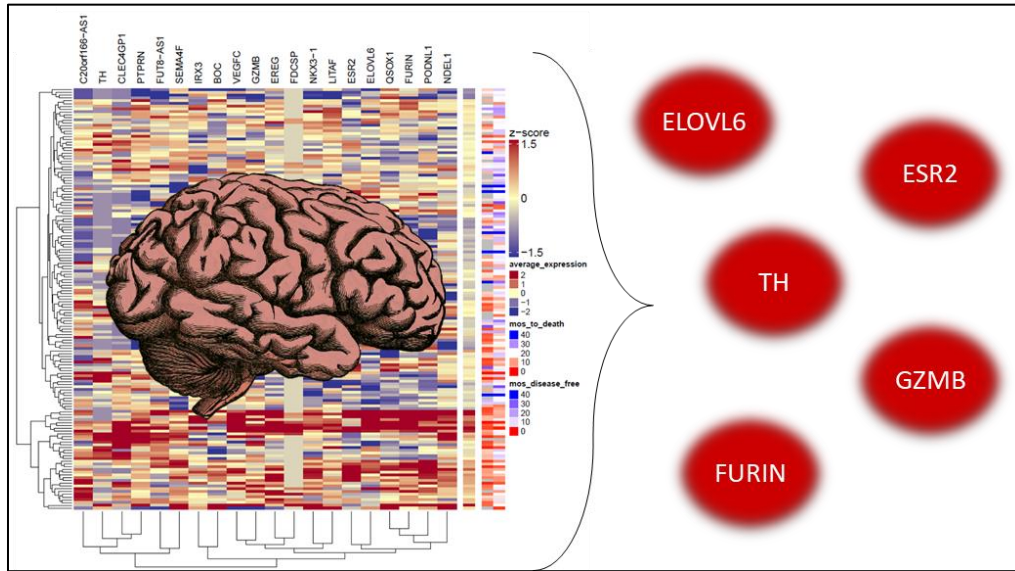 C20orf166-AS1
TH
CLEC4GP1
PTPRN
FUT8-AS1
SEMA4F
IRX3
BOC
VEGFC
GZMB
EREG
FDCSP
NKX3-1
LITAF
ESR2
ELOVL6
QSOX1
FURIN
PODNL1
NDEL1
z-score
1.5
0
-1.5
average_expression
2
1
0
-1
-2
mos_to_death
40
30
20
10
0
mos_disease_free
40
30
20
10
0
ELOVL6
ESR2
TH
GZMB
FURIN